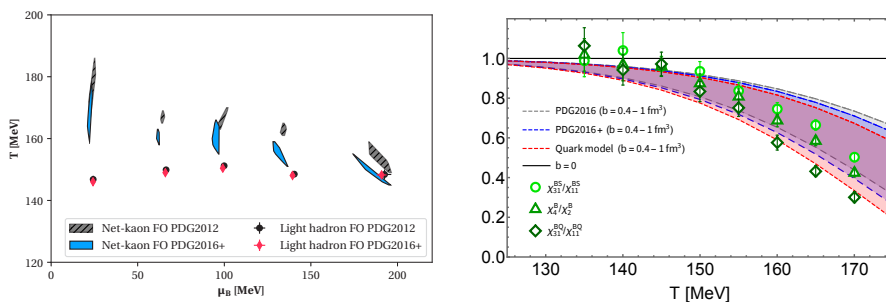 T [MeV]
200
180
160
140
120
0
50
100
150
200
μB [MeV]
Net-kaon FO PDG2012
Net-kaon FO PDG2016+
Light hadron FO PDG2012
Light hadron FO PDG2016+
1.0
0.8
0.6
0.4
0.2
0.0
PDG2016 (b = 0.4 – 1 fm³)
PDG2016+ (b = 0.4 – 1 fm³)
Quark model (b = 0.4 – 1 fm³)
b = 0
χ₃₁ᴮˢ/χ₁₁ᴮˢ
χ₄ᴮ/χ₂ᴮ
χ₃₁ᴮQ/χ₁₁ᴮQ
130
140
150
160
170
T [MeV]